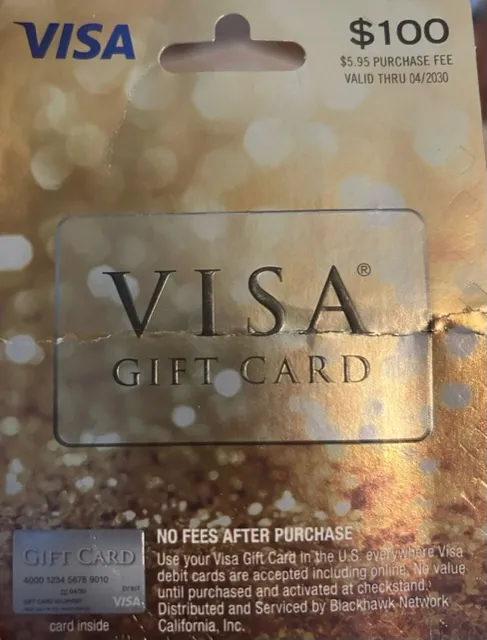 VISA
$100
$5.95 PURCHASE FEE
VALID THRU 04/2030
VISA®
GIFT CARD
NO FEES AFTER PURCHASE
Use your Visa Gift Card in the U.S. everywhere Visa
debit cards are accepted including online. No value
until purchased and activated at checkstand.
Distributed and Serviced by Blackhawk Network
California, Inc.
GIFT CARD
4000 1234 5678 9010
DEBIT
VISA
card inside